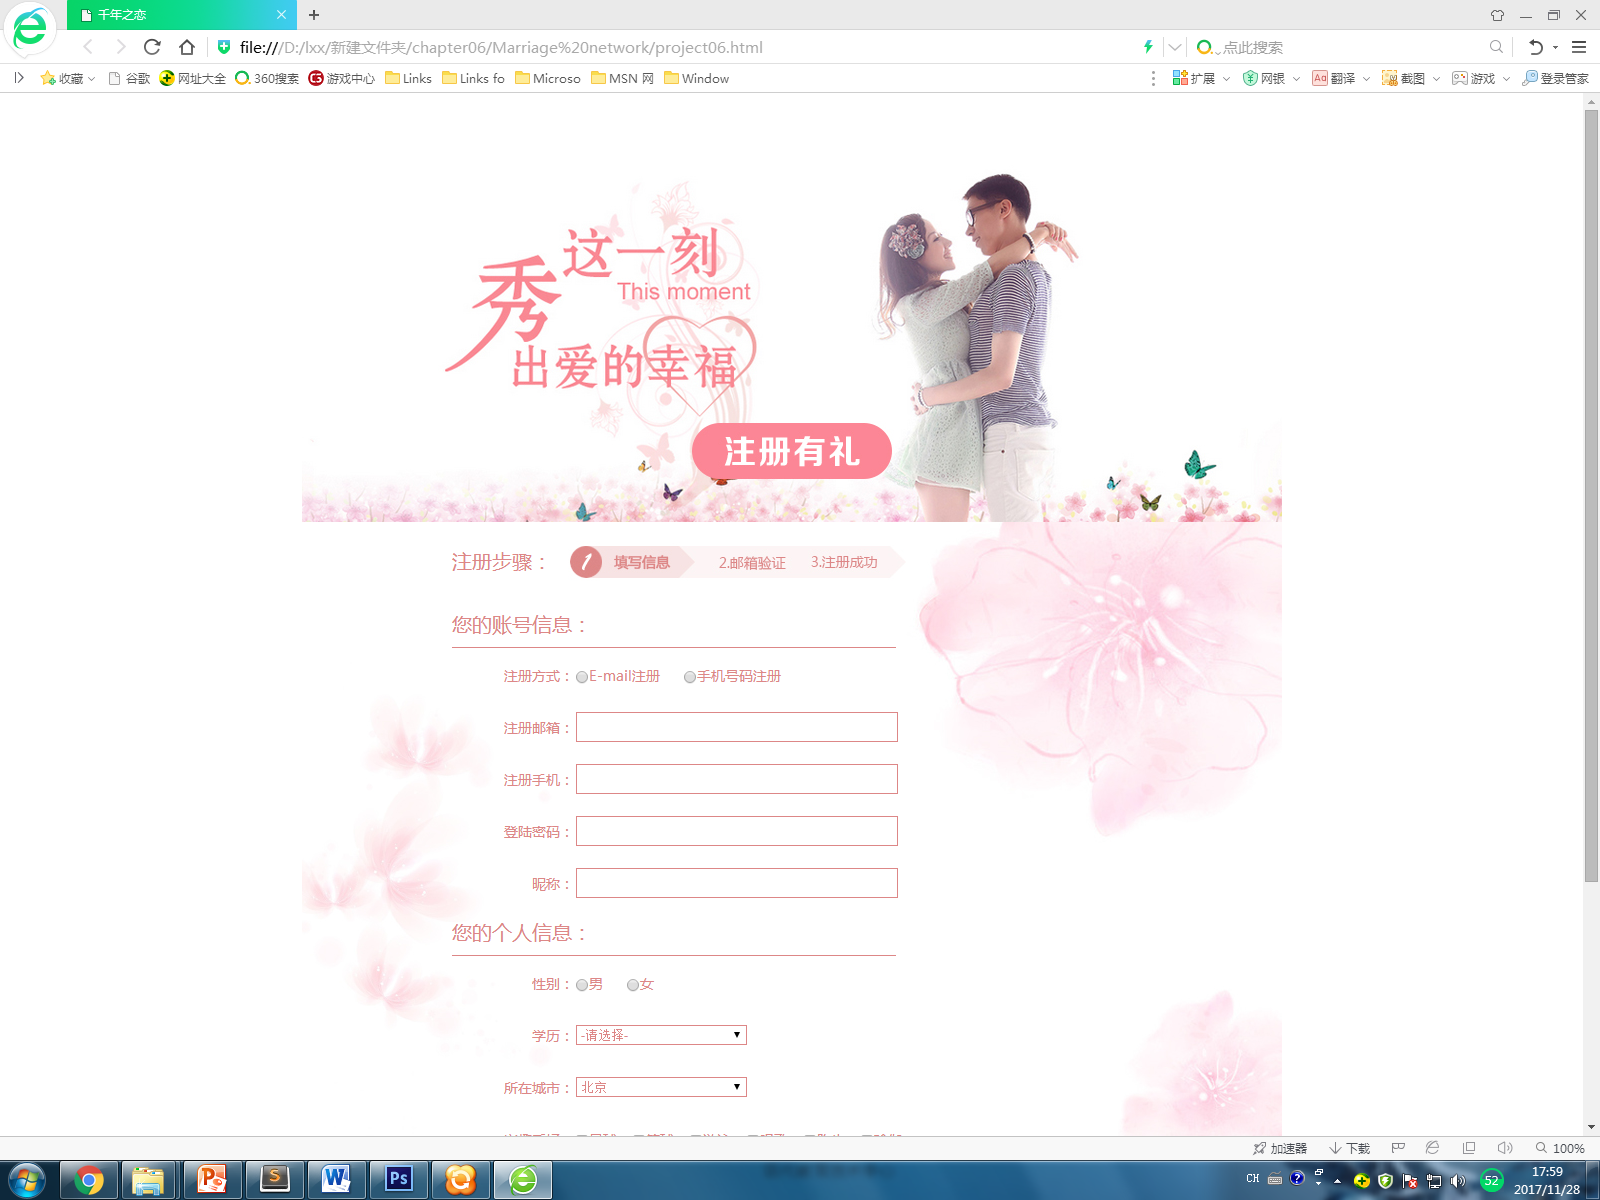 千年之恋
file:///D:/lxx/新建文件夹/chapter06/Marriage%20network/project06.html
点此搜索
收藏 谷歌 网址大全 360搜索 游戏中心 Links Links fo Microso MSN 网 Window
扩展 网银 翻译 截图 游戏 登录管家
这一刻
This moment
秀
出爱的幸福
注册有礼
注册步骤： 1 填写信息 2.邮箱验证 3.注册成功
您的账号信息：
注册方式： E-mail注册 手机号码注册
注册邮箱：
注册手机：
登陆密码：
昵称：
您的个人信息：
性别： 男 女
学历： -请选择-
所在城市： 北京
加速器 下载 100%
CH 52 17:59
2017/11/28